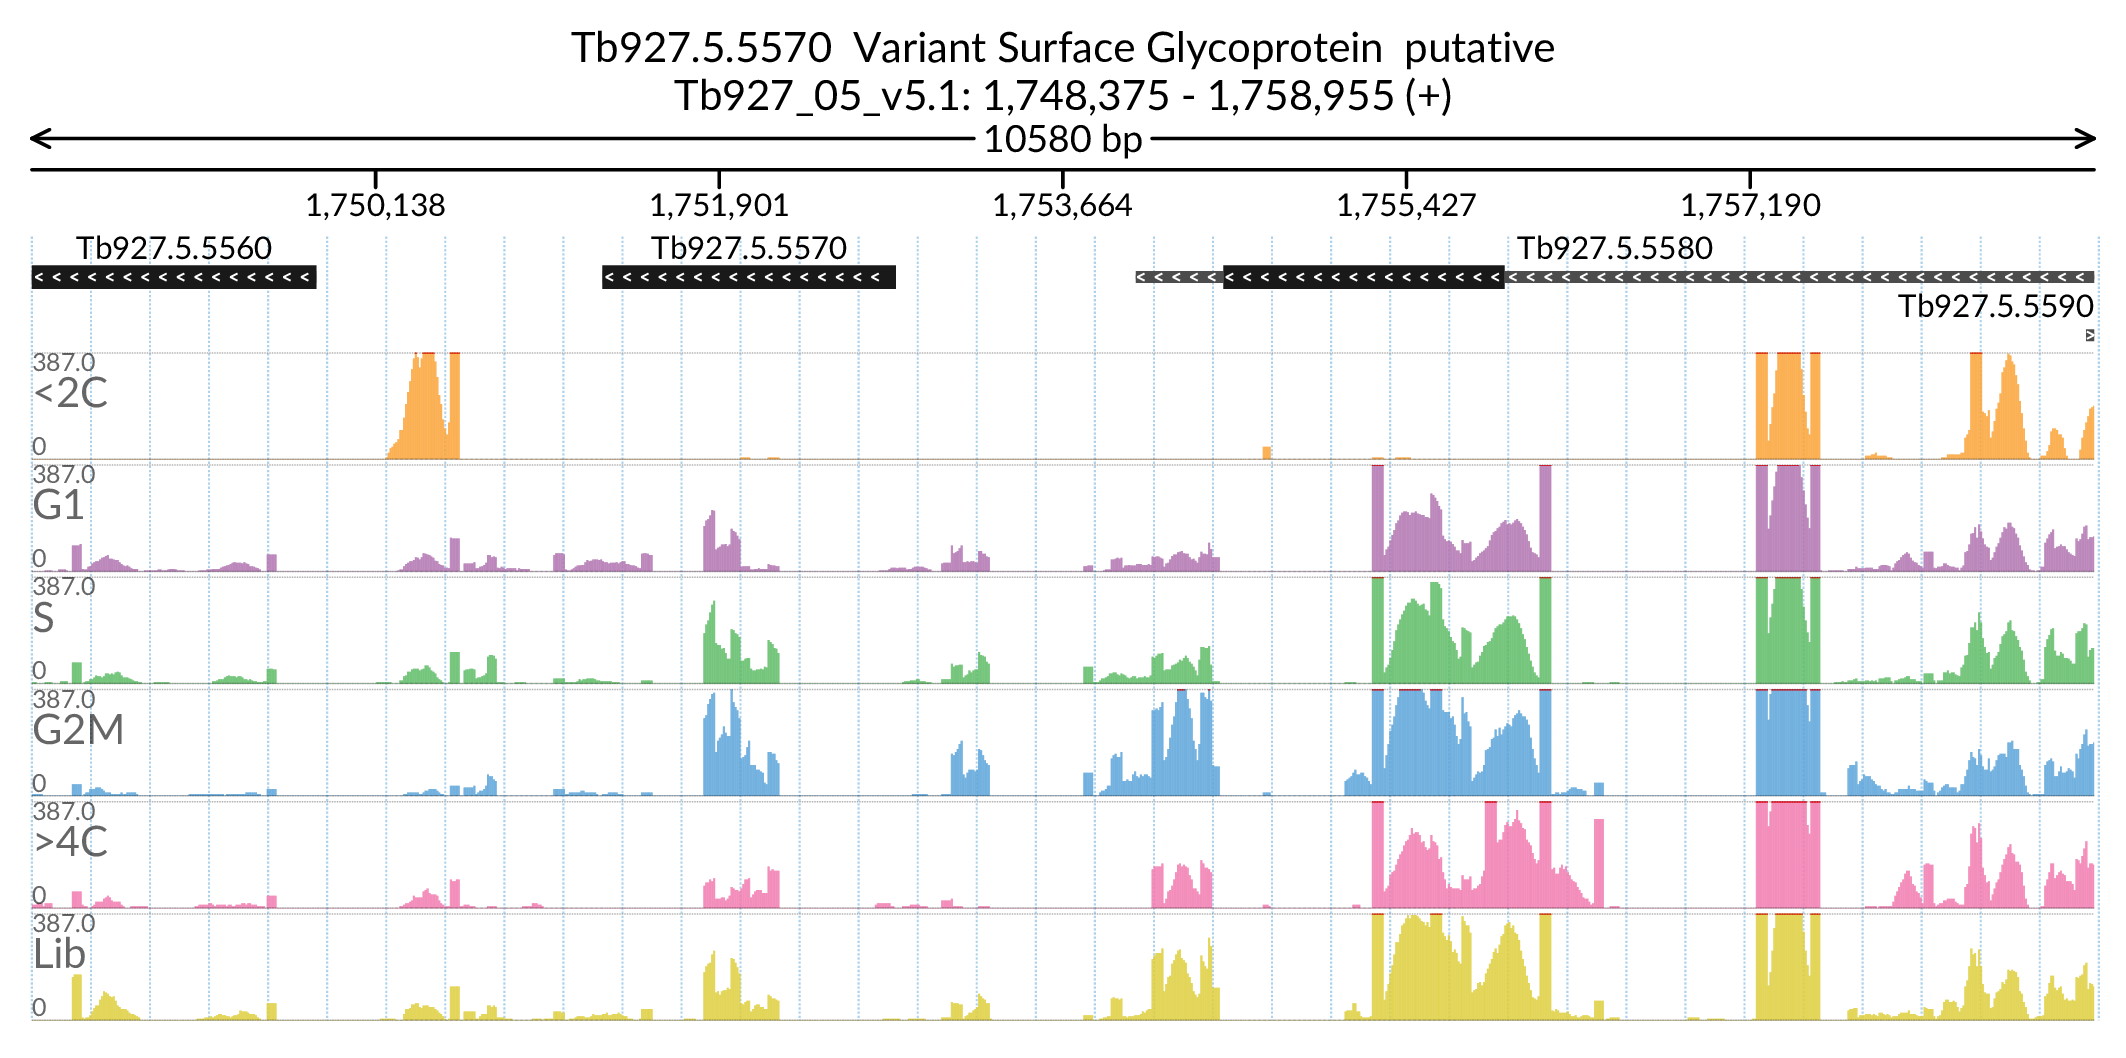 Tb927.5.5570  Variant Surface Glycoprotein  putative
Tb927_05_v5.1: 1,748,375 - 1,758,955 (+)
10580 bp
1,750,138 1,751,901 1,753,664 1,755,427 1,757,190
Tb927.5.5560 Tb927.5.5570 Tb927.5.5580
Tb927.5.5590
387.0
<2C
0
387.0
G1
0
387.0
S
0
387.0
G2M
0
387.0
>4C
0
387.0
Lib
0